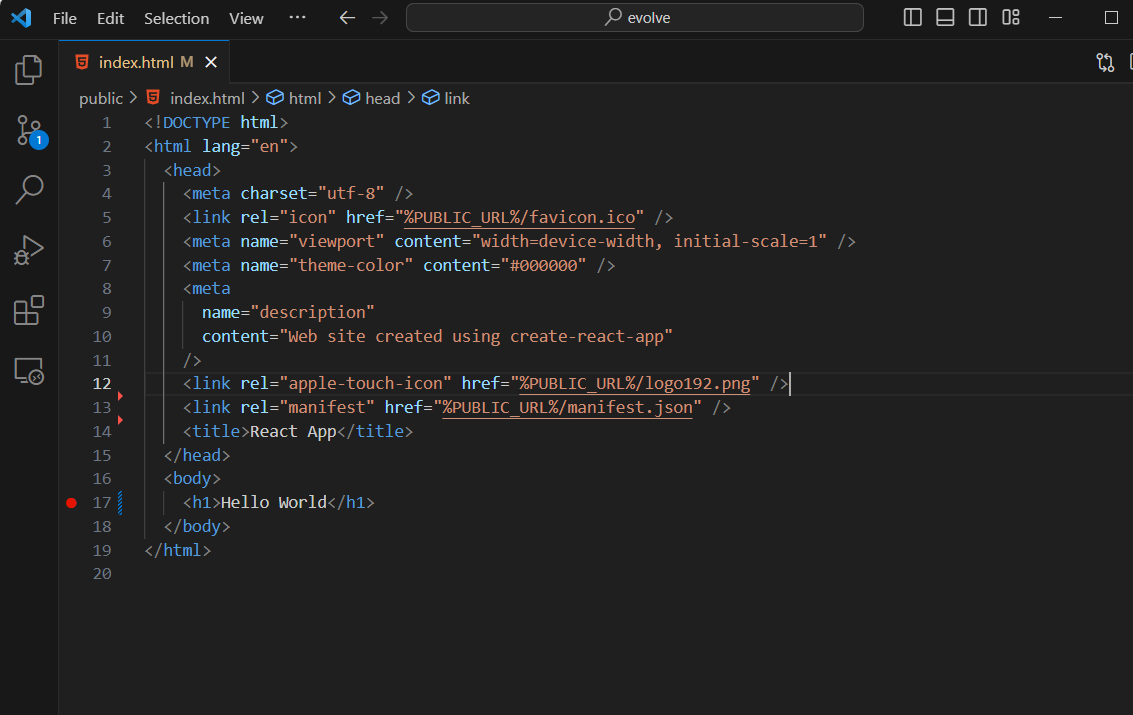 File Edit Selection View ··· evolve
index.html M
public > index.html > html > head > link
1 <!DOCTYPE html>
2 <html lang="en">
3 <head>
4 <meta charset="utf-8" />
5 <link rel="icon" href="%PUBLIC_URL%/favicon.ico" />
6 <meta name="viewport" content="width=device-width, initial-scale=1" />
7 <meta name="theme-color" content="#000000" />
8 <meta
9 name="description"
10 content="Web site created using create-react-app"
11 />
12 <link rel="apple-touch-icon" href="%PUBLIC_URL%/logo192.png" />
13 <link rel="manifest" href="%PUBLIC_URL%/manifest.json" />
14 <title>React App</title>
15 </head>
16 <body>
17 <h1>Hello World</h1>
18 </body>
19 </html>
20
1